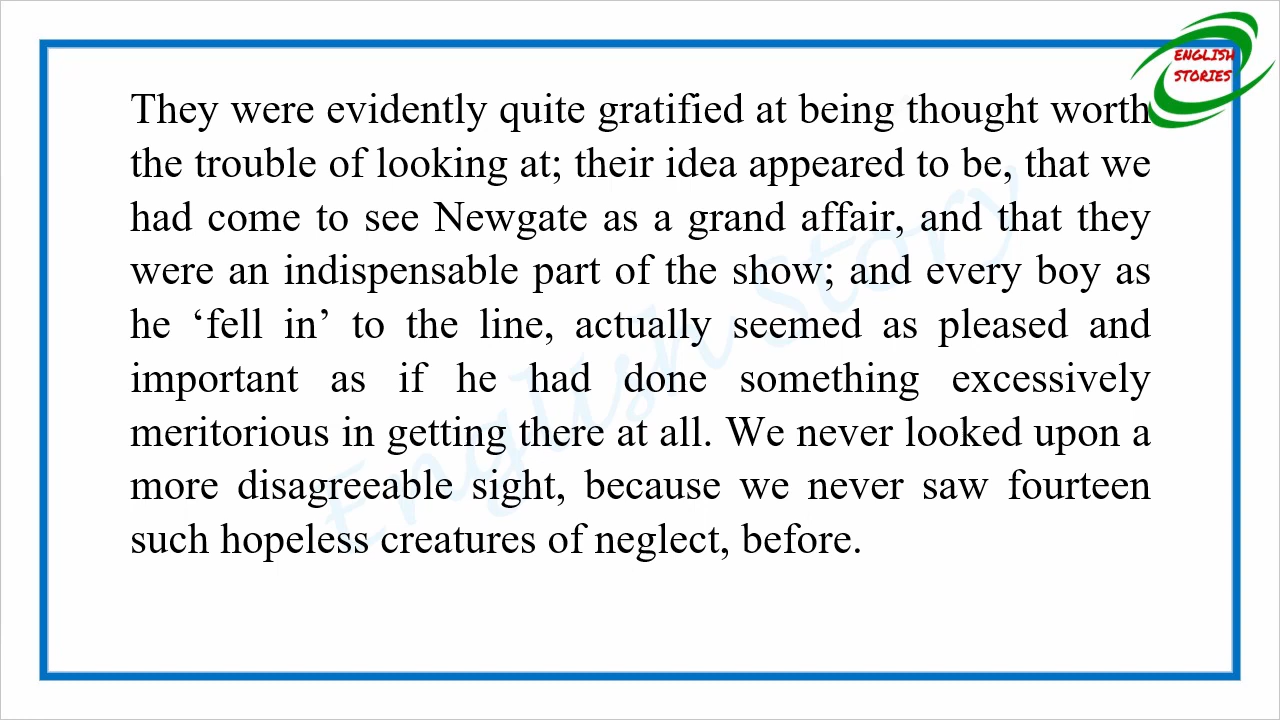 ENGLISH
STORIES
They were evidently quite gratified at being thought worth
the trouble of looking at; their idea appeared to be, that we
had come to see Newgate as a grand affair, and that they
were an indispensable part of the show; and every boy as
he ‘fell in’ to the line, actually seemed as pleased and
important as if he had done something excessively
meritorious in getting there at all. We never looked upon a
more disagreeable sight, because we never saw fourteen
such hopeless creatures of neglect, before.
English Story